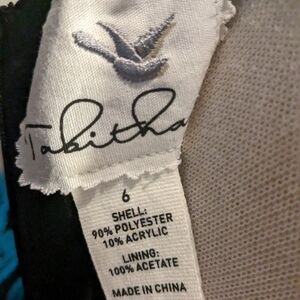 Tabitha
6
SHELL:
90% POLYESTER
10% ACRYLIC
LINING:
100% ACETATE
MADE IN CHINA